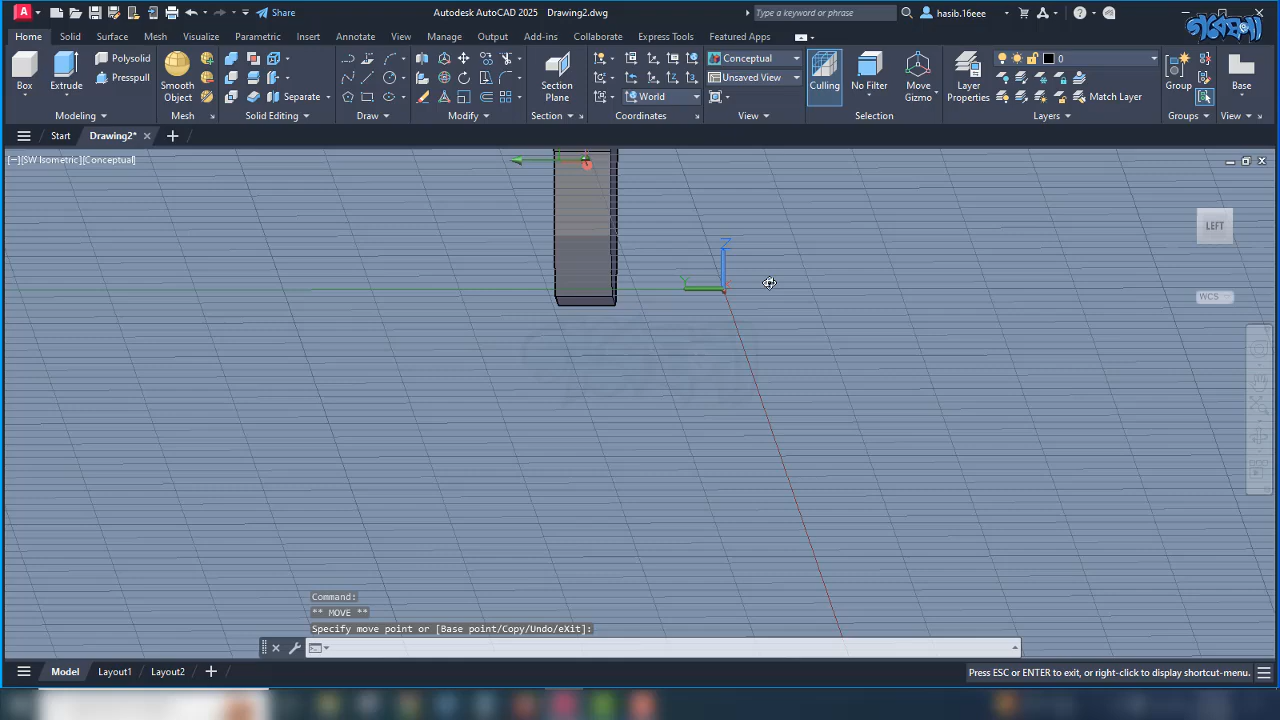 A Share Autodesk AutoCAD 2025 Drawing2.dwg Type a keyword or phrase hasib.16eee গবেষণা
Home Solid Surface Mesh Visualize Parametric Insert Annotate View Manage Output Add-ins Collaborate Express Tools Featured Apps
Box Extrude Polysolid Presspull Smooth Object Separate Section Plane World Conceptual Unsaved View Culling No Filter Move Gizmo Layer Properties 0 Match Layer Group Base
Modeling Mesh Solid Editing Draw Modify Section Coordinates View Selection Layers Groups View
Start Drawing2*
[−][SW Isometric][Conceptual]
LEFT
Z
Y
WCS
গবেষণা
Command:
** MOVE **
Specify move point or [Base point/Copy/Undo/eXit]:
Model Layout1 Layout2 Press ESC or ENTER to exit, or right-click to display shortcut-menu.